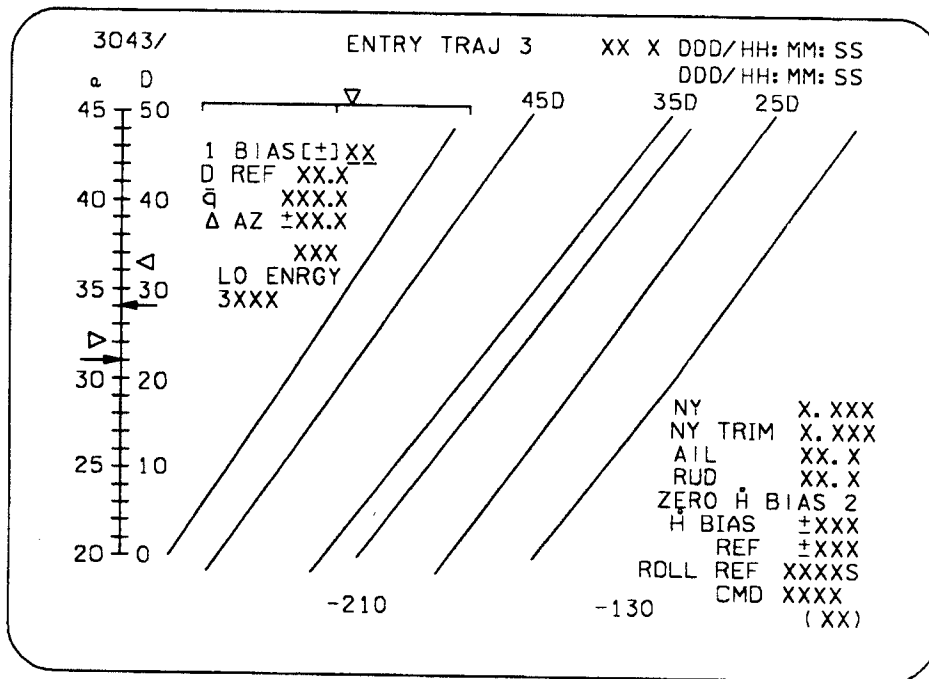 3043/ ENTRY TRAJ 3 XX X DDD/HH:MM:SS
DDD/HH:MM:SS
α D
45 50 45D 35D 25D
1 BIAS[±]XX
D REF XX.X
q̄ XXX.X
Δ AZ ±XX.X
40 40
XXX
LO ENRGY
35 30 3XXX
30 20
NY X.XXX
NY TRIM X.XXX
AIL XX.X
25 10
RUD XX.X
ZERO Ḣ BIAS 2
Ḣ BIAS ±XXX
20 0 REF ±XXX
ROLL REF XXXXS
-210 -130 CMD XXXX
(XX)